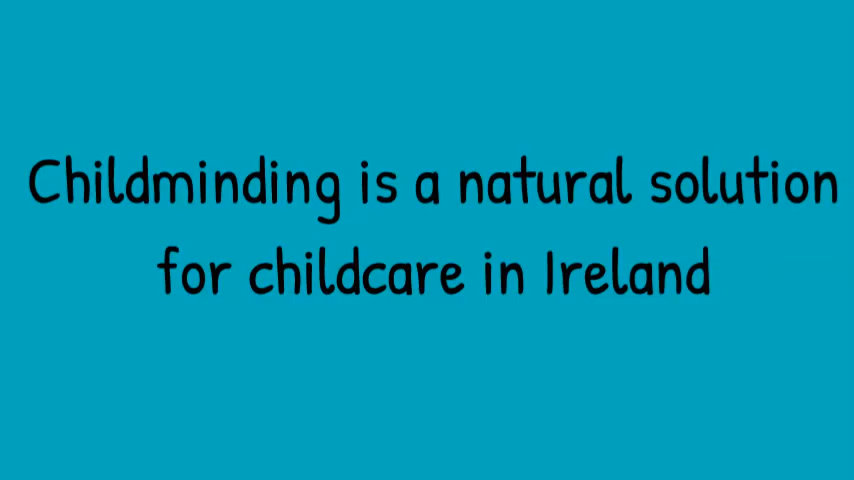 Childminding is a natural solution
for childcare in Ireland